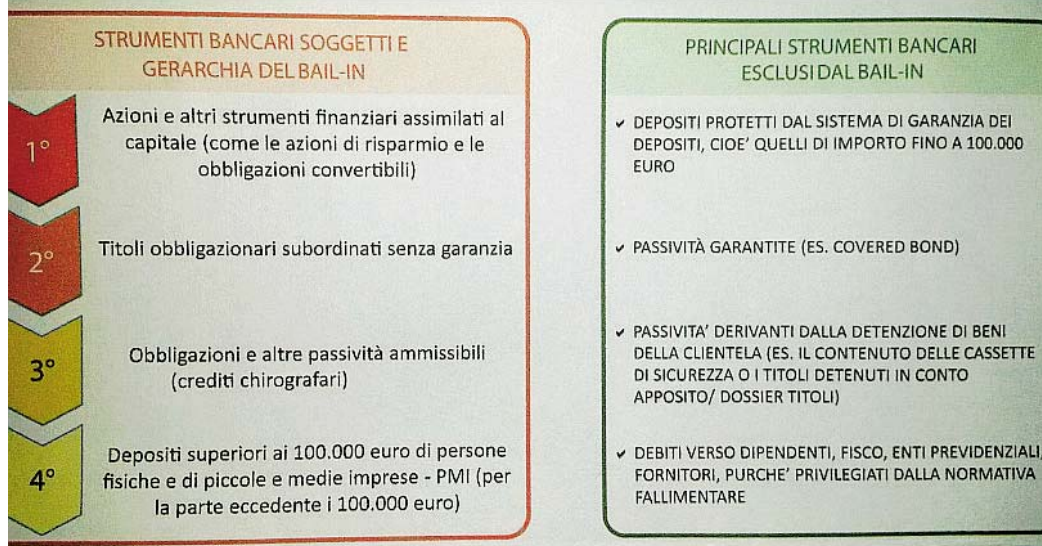 STRUMENTI BANCARI SOGGETTI E
GERARCHIA DEL BAIL-IN
1°
Azioni e altri strumenti finanziari assimilati al
capitale (come le azioni di risparmio e le
obbligazioni convertibili)
2°
Titoli obbligazionari subordinati senza garanzia
3°
Obbligazioni e altre passività ammissibili
(crediti chirografari)
4°
Depositi superiori ai 100.000 euro di persone
fisiche e di piccole e medie imprese - PMI (per
la parte eccedente i 100.000 euro)
PRINCIPALI STRUMENTI BANCARI
ESCLUSI DAL BAIL-IN
✓ DEPOSITI PROTETTI DAL SISTEMA DI GARANZIA DEI
DEPOSITI, CIOE' QUELLI DI IMPORTO FINO A 100.000
EURO
✓ PASSIVITÀ GARANTITE (ES. COVERED BOND)
✓ PASSIVITA' DERIVANTI DALLA DETENZIONE DI BENI
DELLA CLIENTELA (ES. IL CONTENUTO DELLE CASSETTE
DI SICUREZZA O I TITOLI DETENUTI IN CONTO
APPOSITO/ DOSSIER TITOLI)
✓ DEBITI VERSO DIPENDENTI, FISCO, ENTI PREVIDENZIALI,
FORNITORI, PURCHE' PRIVILEGIATI DALLA NORMATIVA
FALLIMENTARE